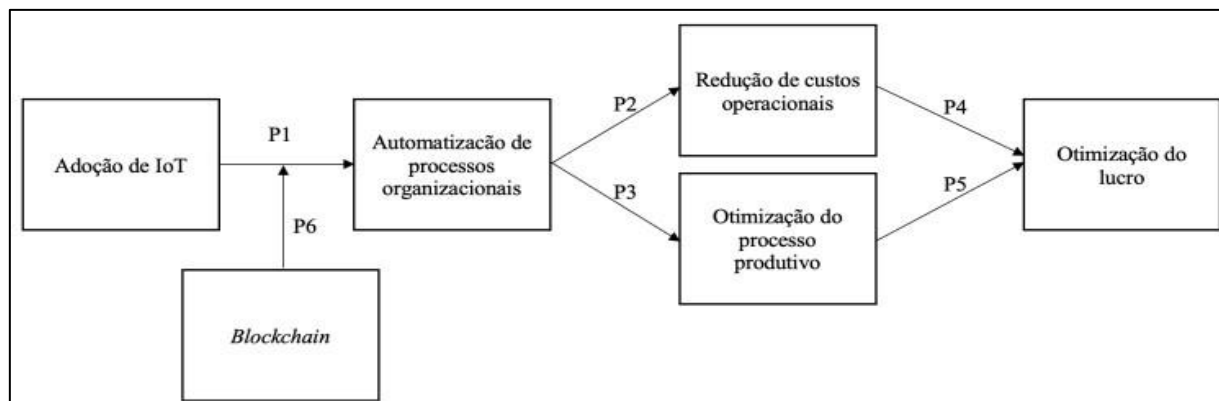 Adoção de IoT
P1
P6
Blockchain
Automatizacão de
processos
organizacionais
P2
P3
Redução de custos
operacionais
Otimização do
processo
produtivo
P4
P5
Otimização do
lucro